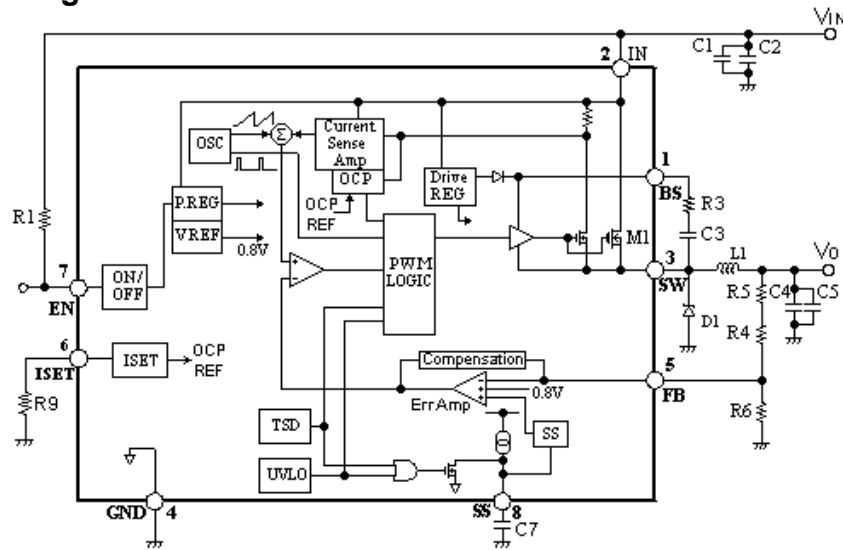 g
VIN
2 IN
C1 C2
OSC
Σ
Current
Sense
Amp
OCP
OCP
REF
Drive
REG
1
BS
R3
C3
R1
P.REG
VREF
0.8V
PWM
LOGIC
M1
3
SW
L1
VO
R5
C4 C5
D1
R4
7
EN
ON/
OFF
6
ISET
ISET
OCP
REF
R9
Compensation
0.8V
ErrAmp
5
FB
R6
TSD
UVLO
SS
GND 4
SS 8
C7